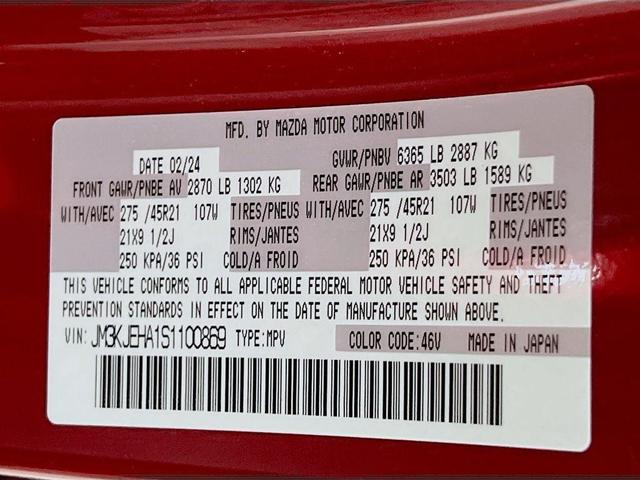 MFD. BY MAZDA MOTOR CORPORATION
DATE 02/24 GVWR/PNBV 6365 LB 2887 KG
FRONT GAWR/PNBE AV 2870 LB 1302 KG REAR GAWR/PNBE AR 3503 LB 1589 KG
WITH/AVEC 275 /45R21 107W TIRES/PNEUS WITH/AVEC 275 /45R21 107W TIRES/PNEUS
21X9 1/2J RIMS/JANTES 21X9 1/2J RIMS/JANTES
250 KPA/36 PSI COLD/A FROID 250 KPA/36 PSI COLD/A FROID
THIS VEHICLE CONFORMS TO ALL APPLICABLE FEDERAL MOTOR VEHICLE SAFETY AND THEFT
PREVENTION STANDARDS IN EFFECT ON THE DATE OF MANUFACTURE SHOWN ABOVE.
VIN: JM3KJEHA1S1100869 TYPE:MPV COLOR CODE:46V MADE IN JAPAN